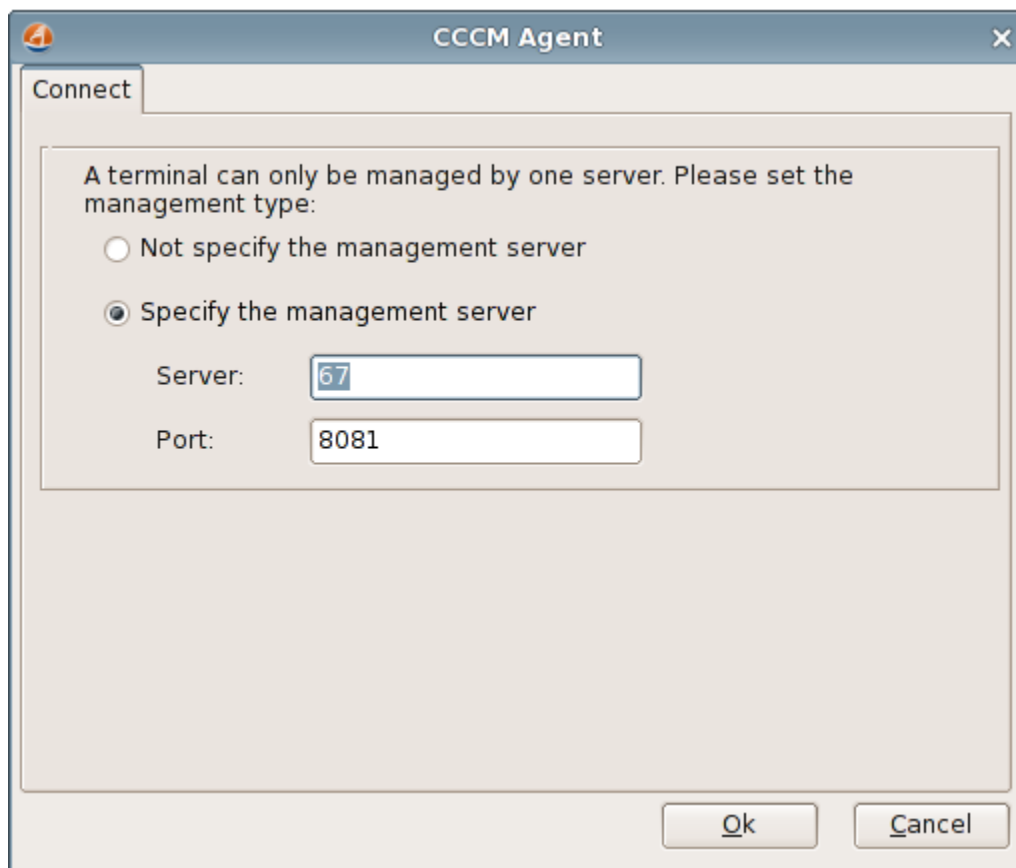 CCCM Agent
Connect
A terminal can only be managed by one server. Please set the
management type:
Not specify the management server
Specify the management server
Server: 67
Port: 8081
Ok Cancel